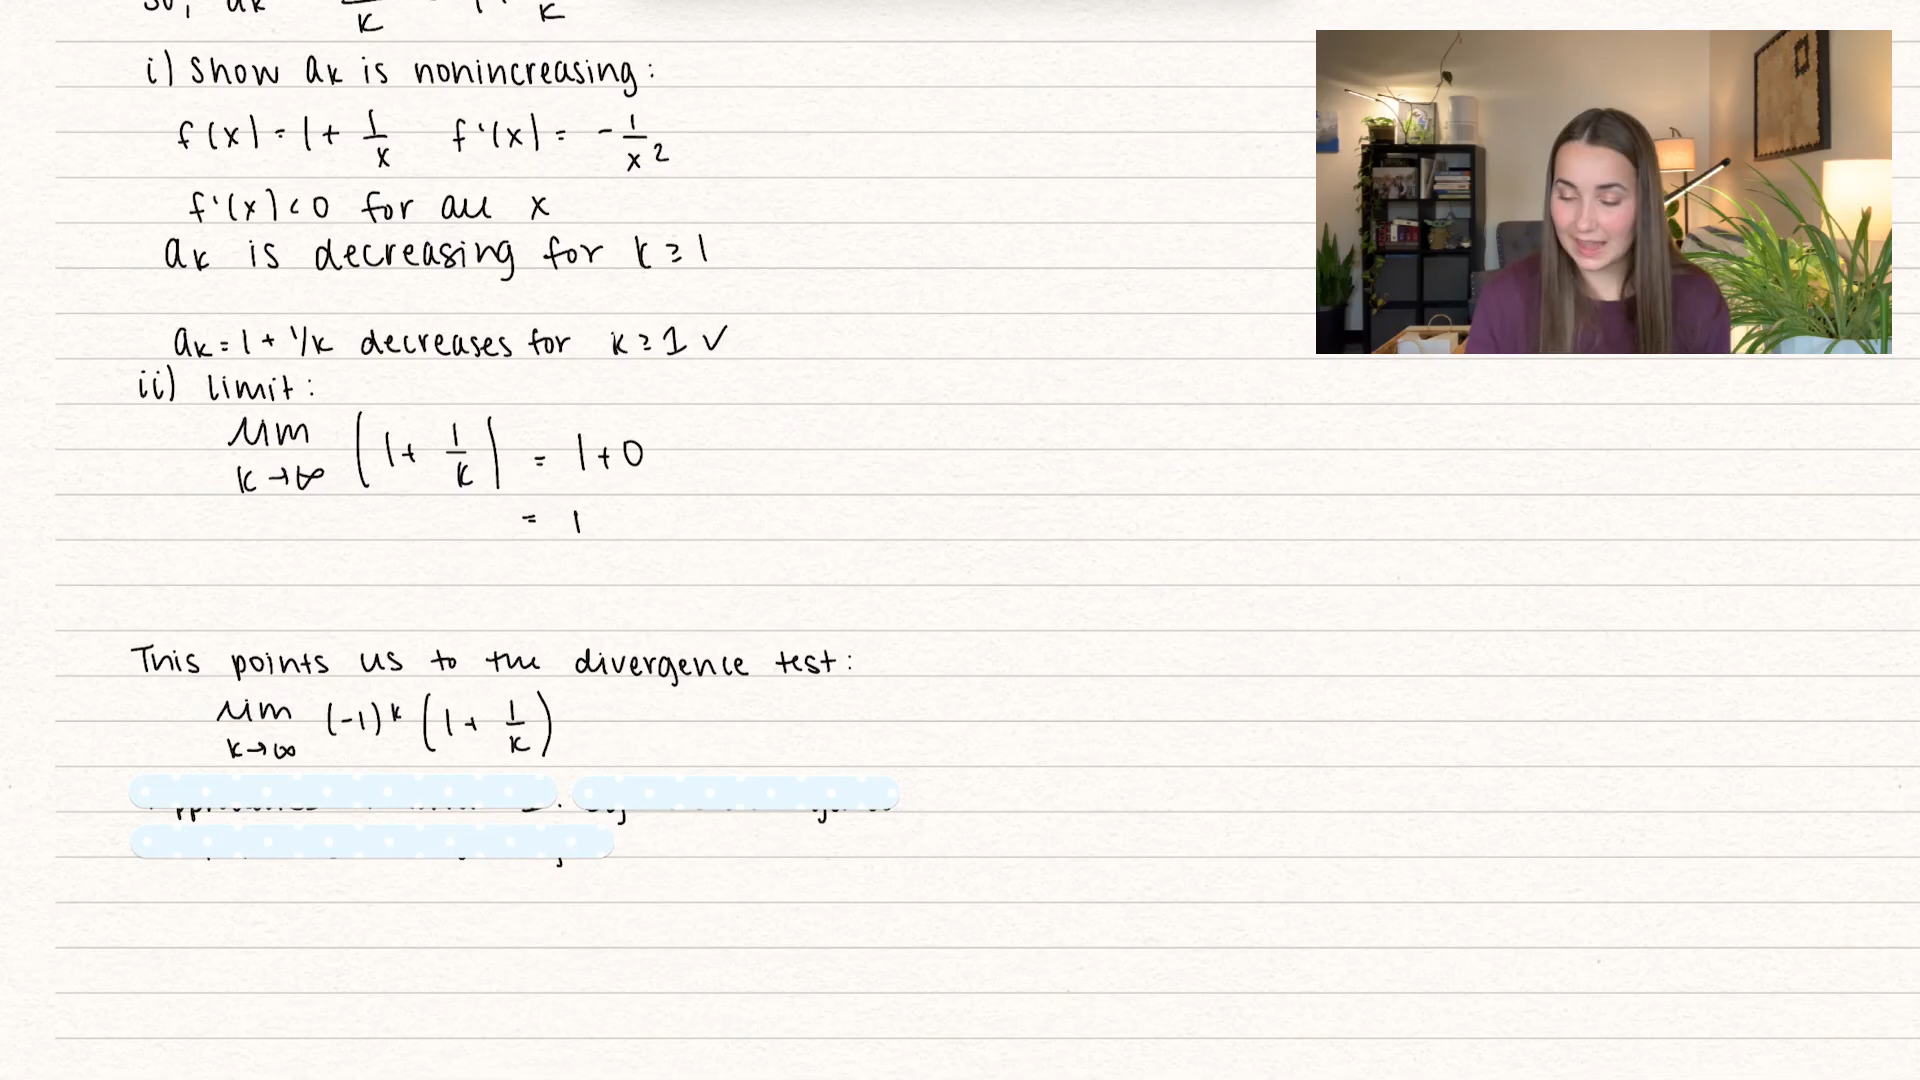 i) Show aₖ is nonincreasing:
f(x) = 1 + 1/x f'(x) = -1/x²
f'(x) < 0 for all x
aₖ is decreasing for k ≥ 1
aₖ = 1 + 1/k decreases for k ≥ 1 ✓
ii) limit:
lim k→∞ (1 + 1/k) = 1 + 0
= 1
This points us to the divergence test:
lim k→∞ (-1)ᵏ (1 + 1/k)